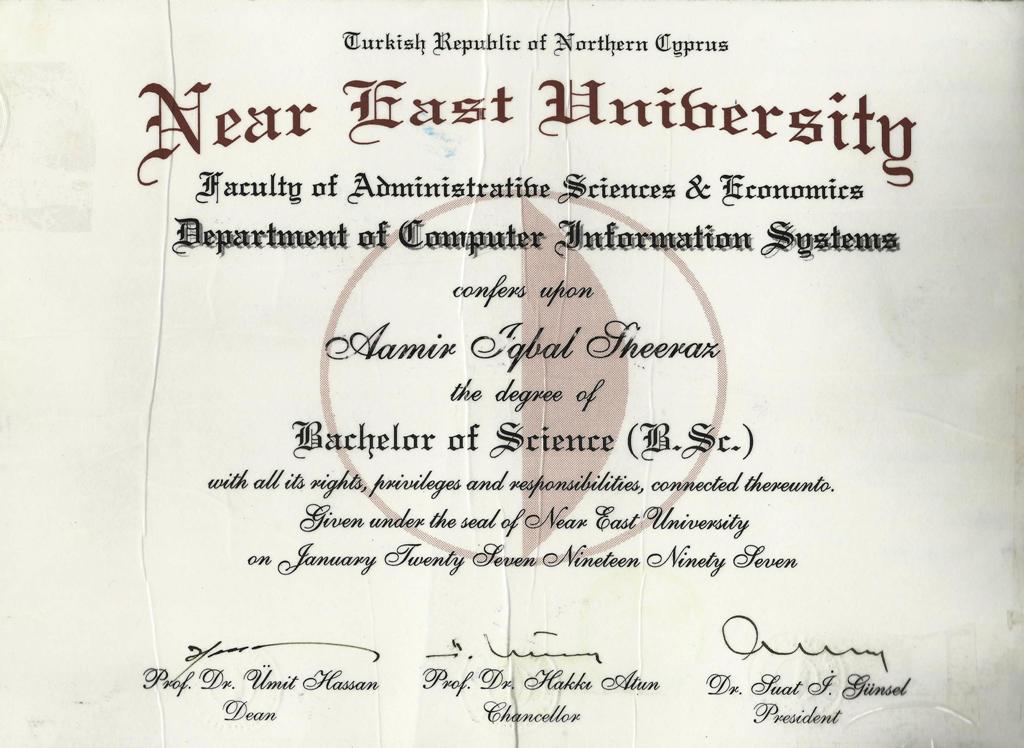 Turkish Republic of Northern Cyprus
Near East University
Faculty of Administrative Sciences & Economics
Department of Computer Information Systems
confers upon
Aamir Iqbal Sheeraz
the degree of
Bachelor of Science (B.Sc.)
with all its rights, privileges and responsibilities, connected thereunto.
Given under the seal of Near East University
on January Twenty Seven Nineteen Ninety Seven
Prof. Dr. Ümit Hassan Prof. Dr. Hakkı Atun Dr. Suat İ. Günsel
Dean Chancellor President